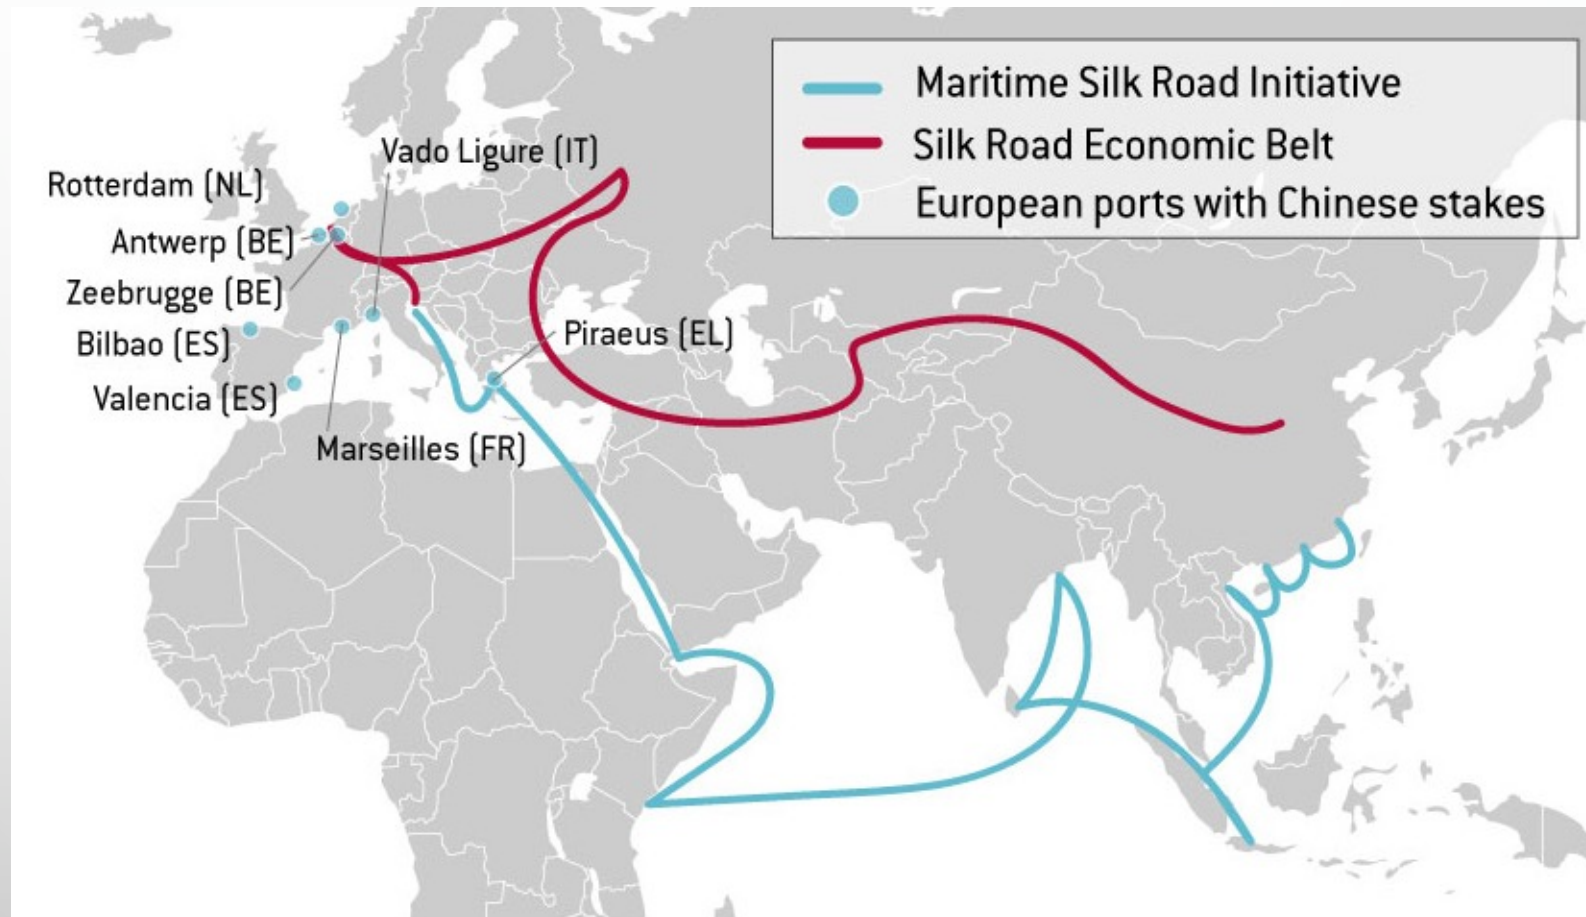 Maritime Silk Road Initiative
Silk Road Economic Belt
European ports with Chinese stakes
Vado Ligure (IT)
Rotterdam (NL)
Antwerp (BE)
Zeebrugge (BE)
Bilbao (ES)
Piraeus (EL)
Valencia (ES)
Marseilles (FR)